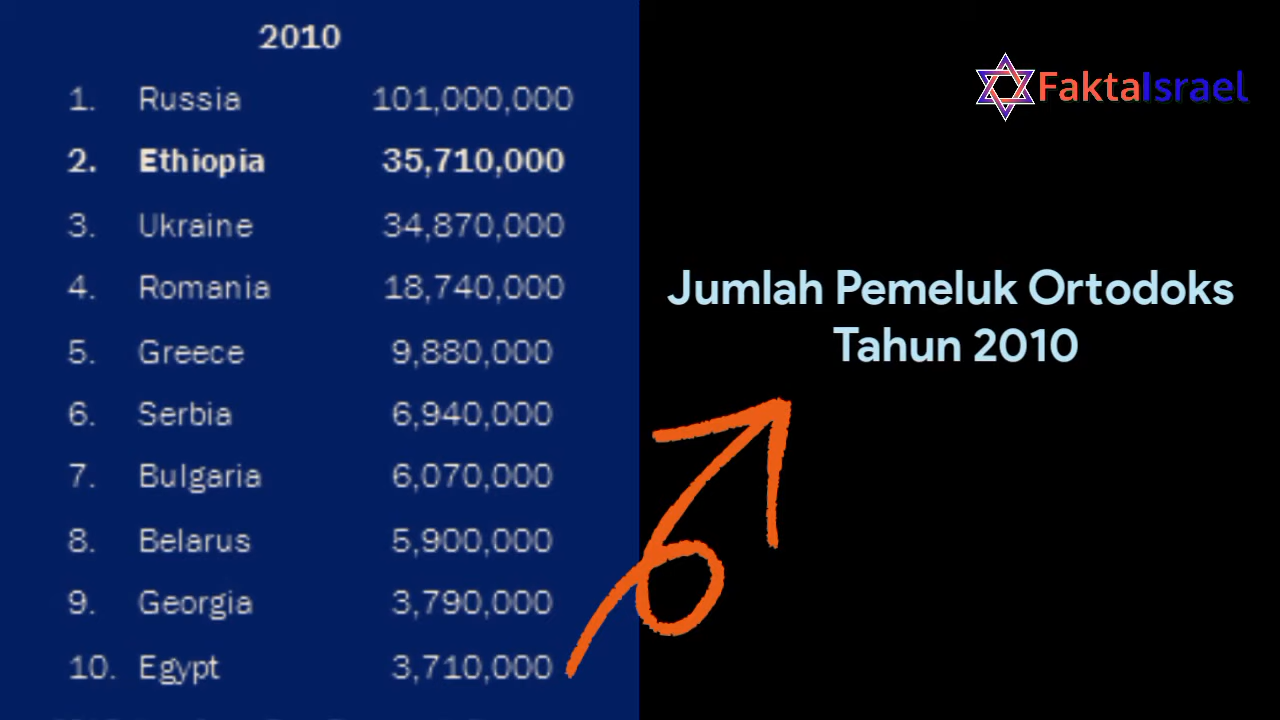 2010
1. Russia 101,000,000
2. Ethiopia 35,710,000
3. Ukraine 34,870,000
4. Romania 18,740,000
5. Greece 9,880,000
6. Serbia 6,940,000
7. Bulgaria 6,070,000
8. Belarus 5,900,000
9. Georgia 3,790,000
10. Egypt 3,710,000
FaktaIsrael
Jumlah Pemeluk Ortodoks
Tahun 2010